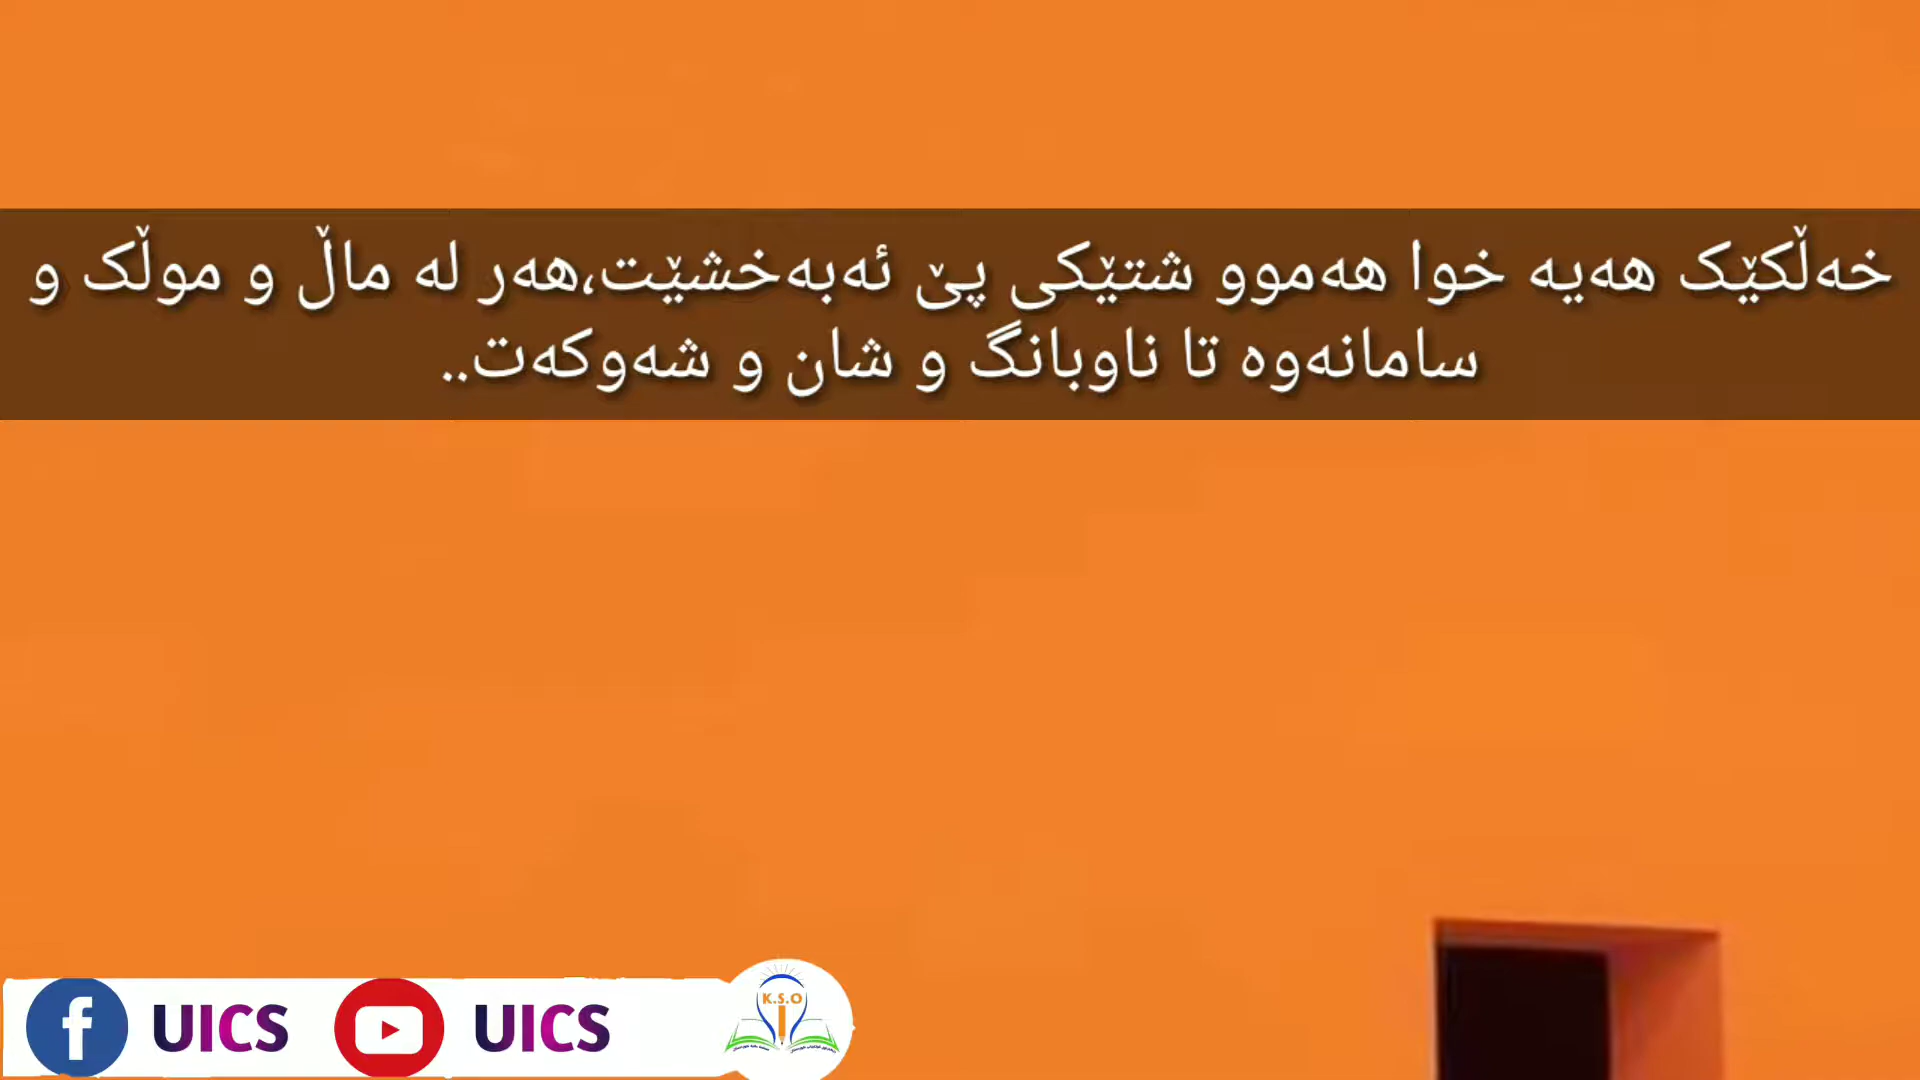 خەڵکێک هەیە خوا هەموو شتێکی پێ ئەبەخشێت،هەر لە ماڵ و موڵک و
سامانەوە تا ناوبانگ و شان و شەوکەت..
UICS
UICS
K.S.O